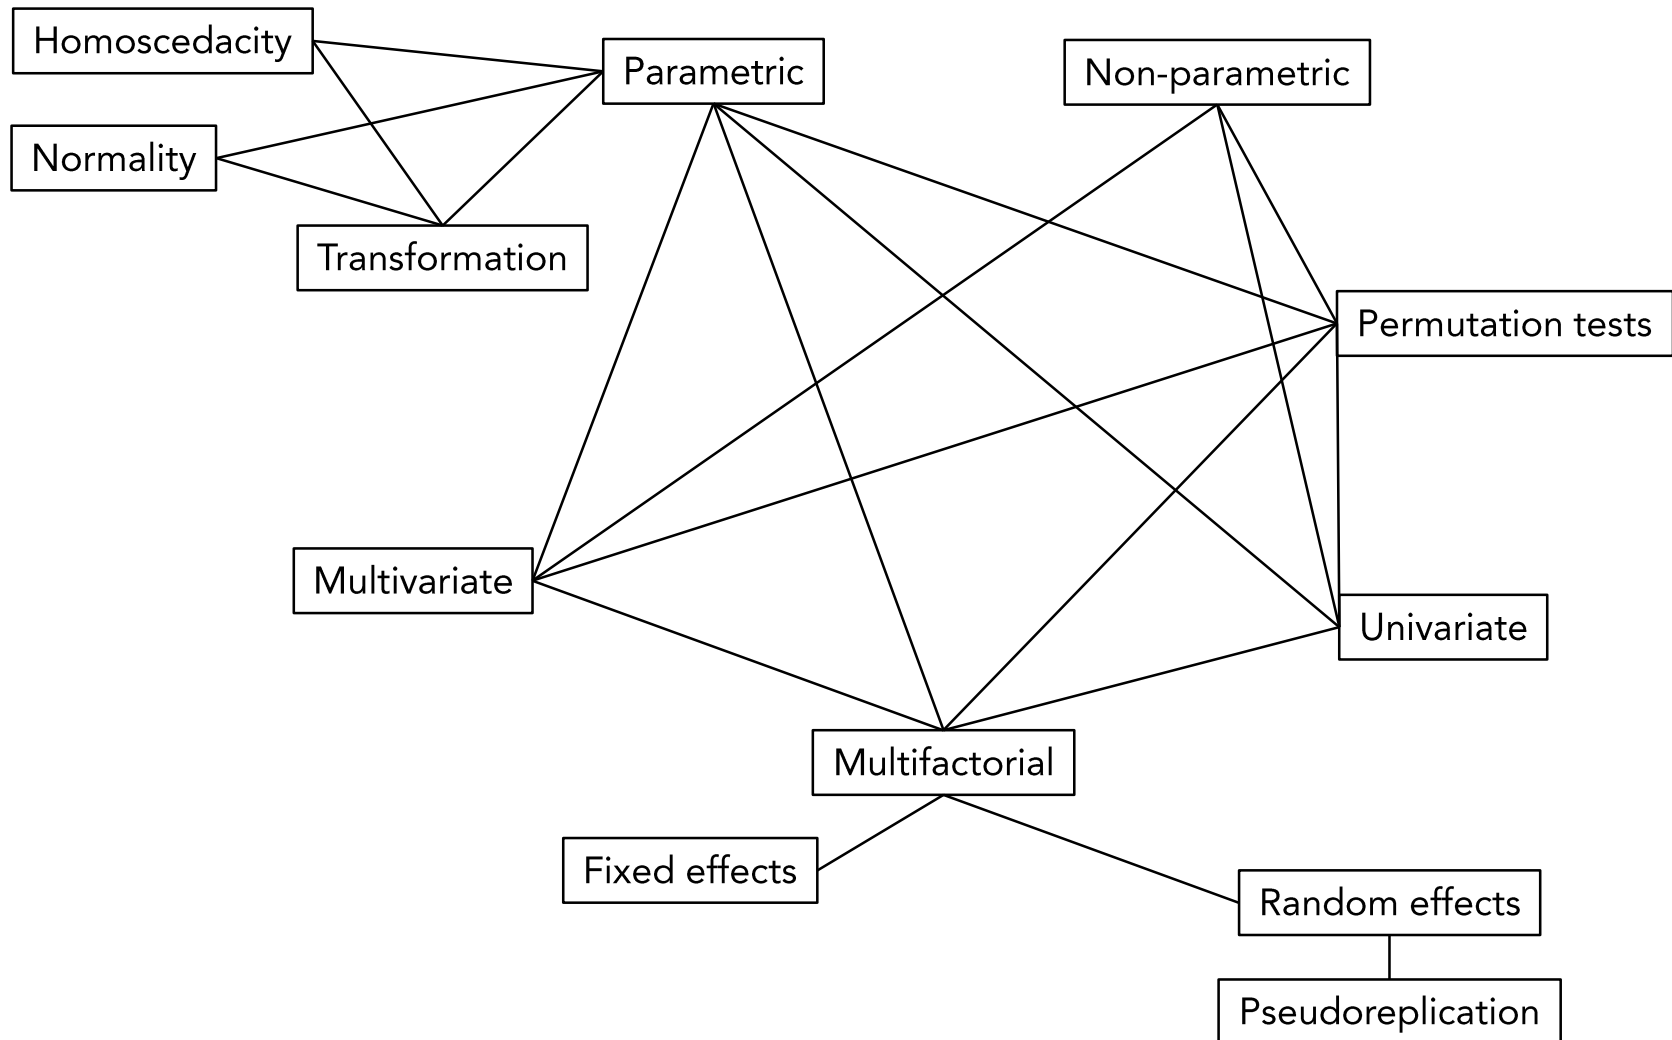 Homoscedacity
Parametric
Non-parametric
Normality
Transformation
Permutation tests
Multivariate
Univariate
Multifactorial
Fixed effects
Random effects
Pseudoreplication